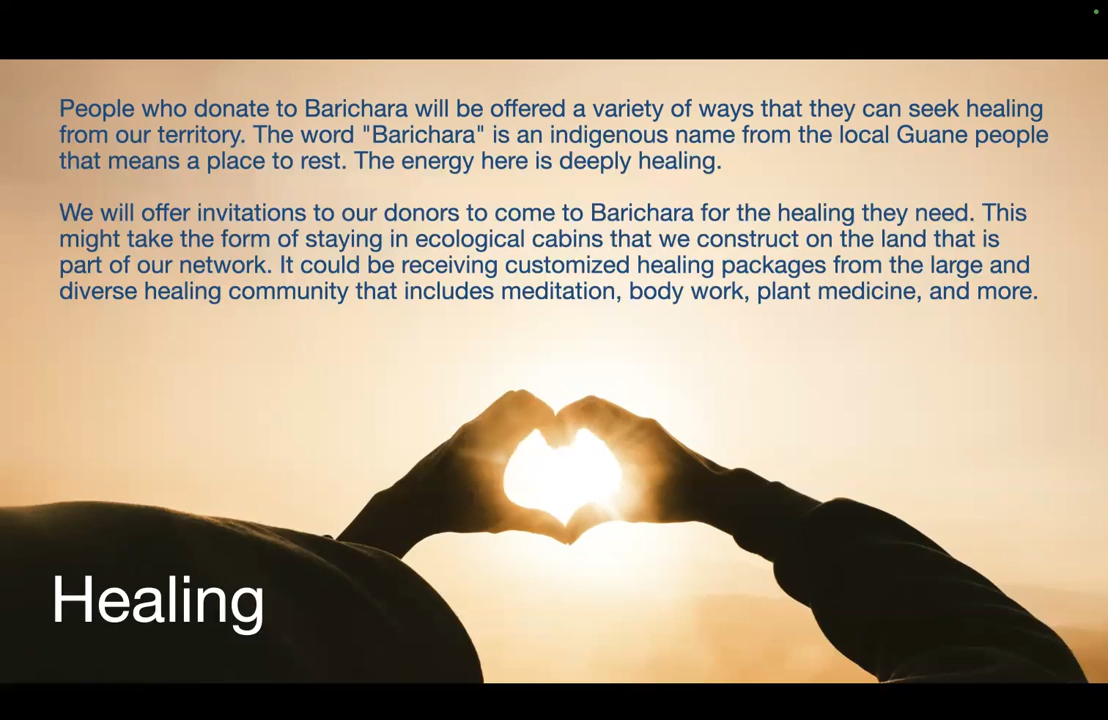 People who donate to Barichara will be offered a variety of ways that they can seek healing
from our territory. The word "Barichara" is an indigenous name from the local Guane people
that means a place to rest. The energy here is deeply healing.
We will offer invitations to our donors to come to Barichara for the healing they need. This
might take the form of staying in ecological cabins that we construct on the land that is
part of our network. It could be receiving customized healing packages from the large and
diverse healing community that includes meditation, body work, plant medicine, and more.
Healing